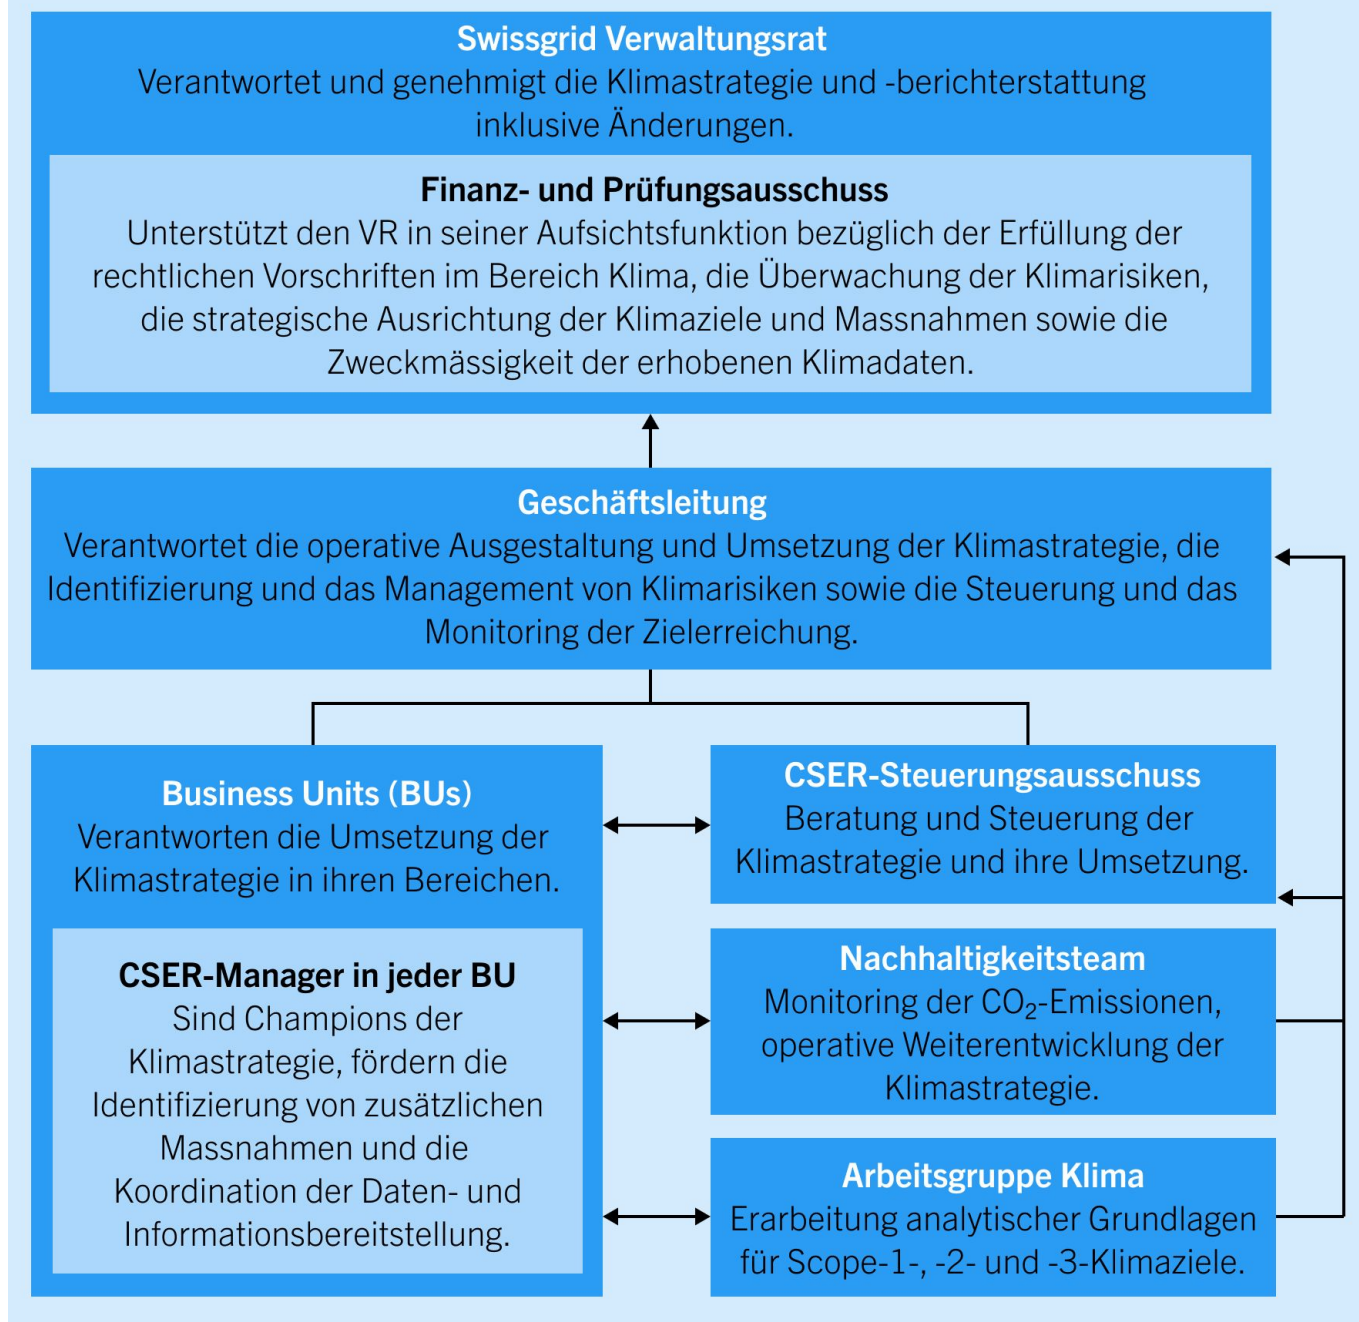 Swissgrid Verwaltungsrat
Verantwortet und genehmigt die Klimastrategie und -berichterstattung
inklusive Änderungen.
Finanz- und Prüfungsausschuss
Unterstützt den VR in seiner Aufsichtsfunktion bezüglich der Erfüllung der
rechtlichen Vorschriften im Bereich Klima, die Überwachung der Klimarisiken,
die strategische Ausrichtung der Klimaziele und Massnahmen sowie die
Zweckmässigkeit der erhobenen Klimadaten.
Geschäftsleitung
Verantwortet die operative Ausgestaltung und Umsetzung der Klimastrategie, die
Identifizierung und das Management von Klimarisiken sowie die Steuerung und das
Monitoring der Zielerreichung.
Business Units (BUs)
Verantworten die Umsetzung der
Klimastrategie in ihren Bereichen.
CSER-Manager in jeder BU
Sind Champions der
Klimastrategie, fördern die
Identifizierung von zusätzlichen
Massnahmen und die
Koordination der Daten- und
Informationsbereitstellung.
CSER-Steuerungsausschuss
Beratung und Steuerung der
Klimastrategie und ihre Umsetzung.
Nachhaltigkeitsteam
Monitoring der CO₂-Emissionen,
operative Weiterentwicklung der
Klimastrategie.
Arbeitsgruppe Klima
Erarbeitung analytischer Grundlagen
für Scope-1-, -2- und -3-Klimaziele.